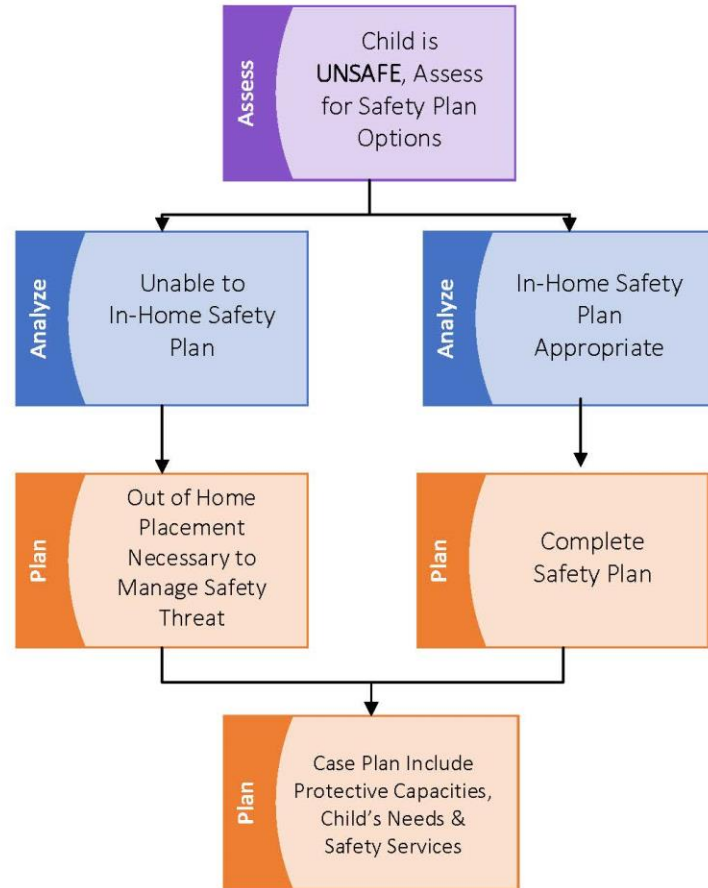 Assess
Child is
UNSAFE, Assess
for Safety Plan
Options
Analyze
Unable to
In-Home Safety
Plan
Analyze
In-Home Safety
Plan
Appropriate
Plan
Out of Home
Placement
Necessary to
Manage Safety
Threat
Plan
Complete
Safety Plan
Plan
Case Plan Include
Protective Capacities,
Child’s Needs &
Safety Services